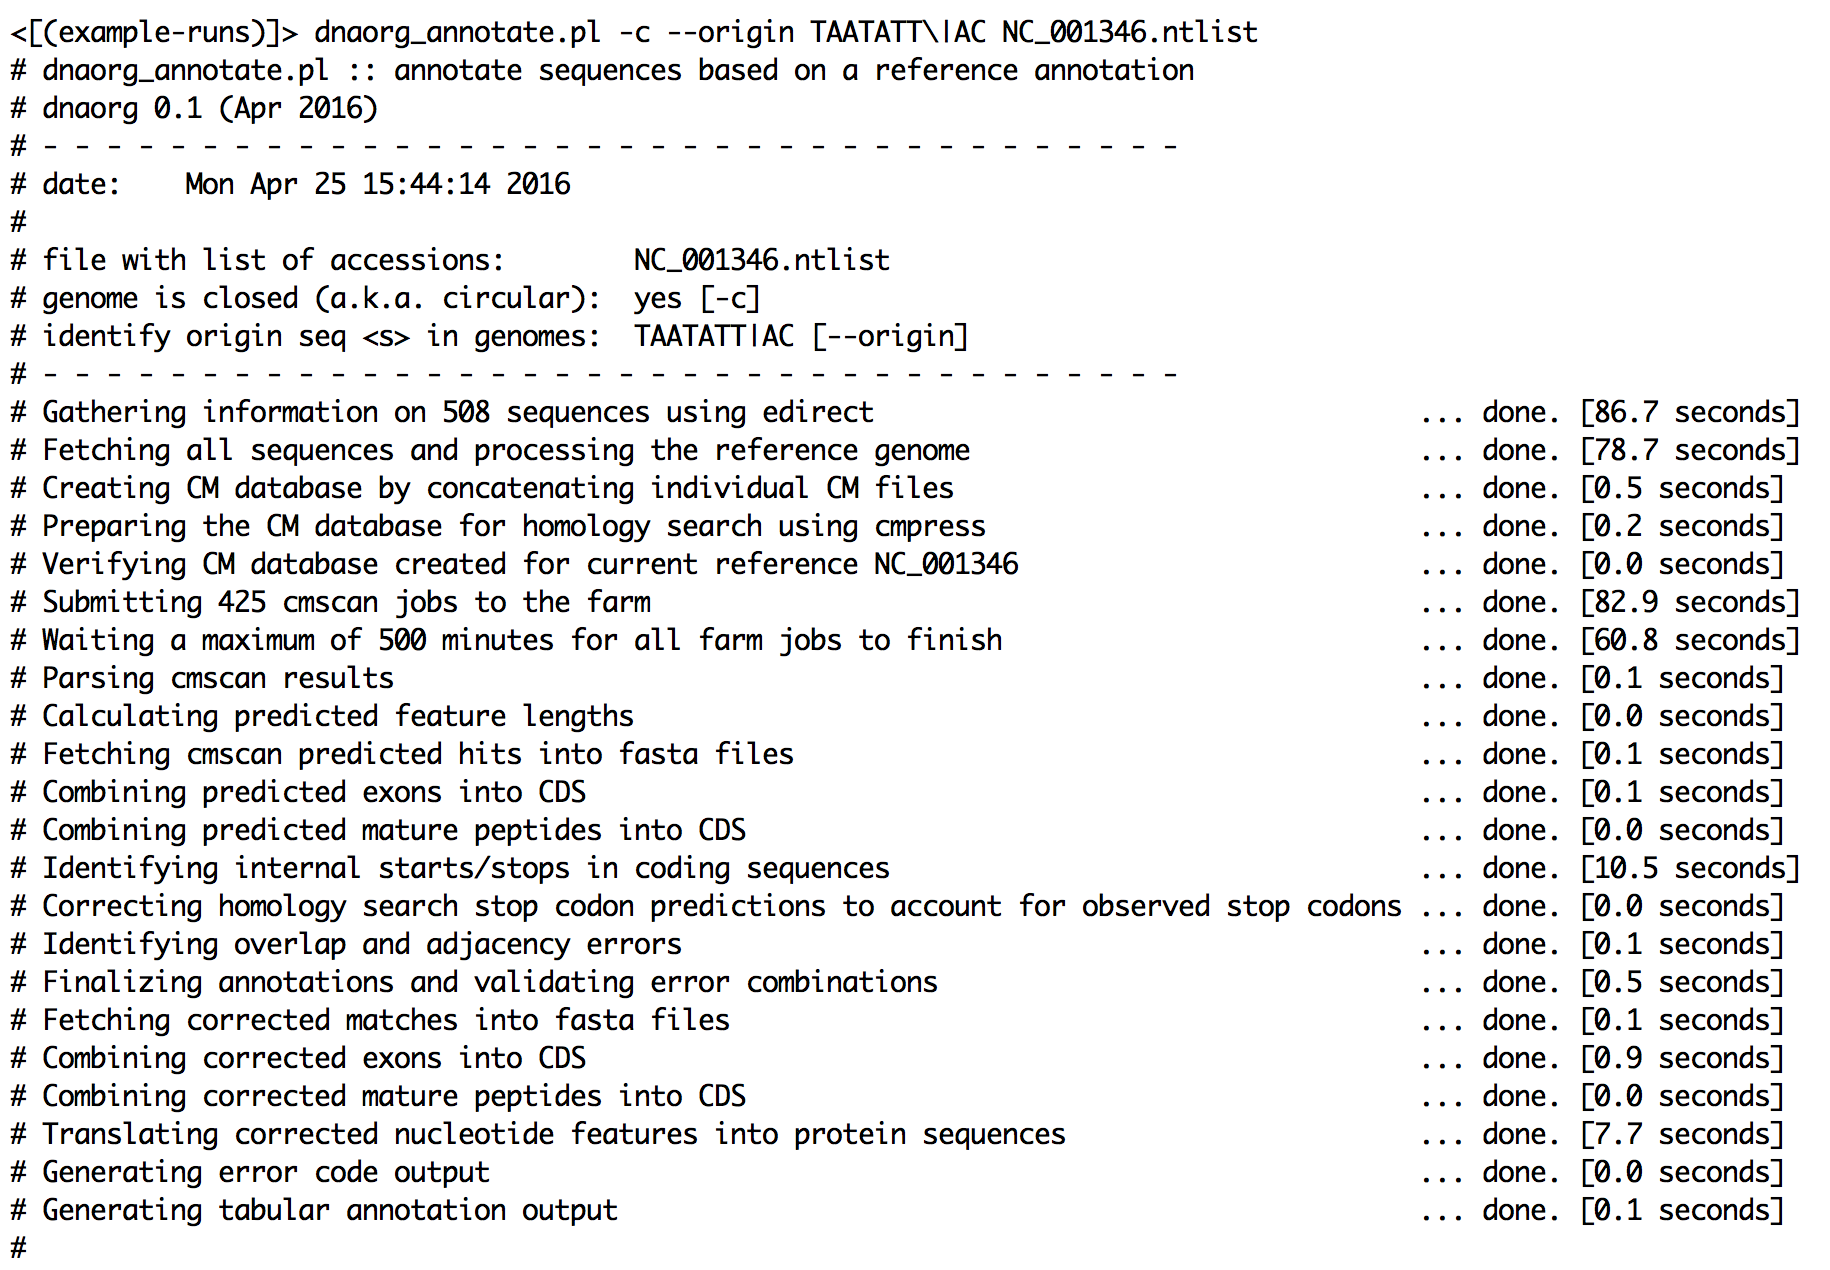 <[(example-runs)]> dnaorg_annotate.pl -c --origin TAATATT\|AC NC_001346.ntlist
# dnaorg_annotate.pl :: annotate sequences based on a reference annotation
# dnaorg 0.1 (Apr 2016)
# - - - - - - - - - - - - - - - - - - - - - - - - - - - - - - - - - - - -
# date:    Mon Apr 25 15:44:14 2016
#
# file with list of accessions:        NC_001346.ntlist
# genome is closed (a.k.a. circular):  yes [-c]
# identify origin seq <s> in genomes:  TAATATT|AC [--origin]
# - - - - - - - - - - - - - - - - - - - - - - - - - - - - - - - - - - - -
# Gathering information on 508 sequences using edirect                                  ... done. [86.7 seconds]
# Fetching all sequences and processing the reference genome                            ... done. [78.7 seconds]
# Creating CM database by concatenating individual CM files                             ... done. [0.5 seconds]
# Preparing the CM database for homology search using cmpress                           ... done. [0.2 seconds]
# Verifying CM database created for current reference NC_001346                         ... done. [0.0 seconds]
# Submitting 425 cmscan jobs to the farm                                                ... done. [82.9 seconds]
# Waiting a maximum of 500 minutes for all farm jobs to finish                          ... done. [60.8 seconds]
# Parsing cmscan results                                                                ... done. [0.1 seconds]
# Calculating predicted feature lengths                                                 ... done. [0.0 seconds]
# Fetching cmscan predicted hits into fasta files                                       ... done. [0.1 seconds]
# Combining predicted exons into CDS                                                    ... done. [0.1 seconds]
# Combining predicted mature peptides into CDS                                          ... done. [0.0 seconds]
# Identifying internal starts/stops in coding sequences                                 ... done. [10.5 seconds]
# Correcting homology search stop codon predictions to account for observed stop codons ... done. [0.0 seconds]
# Identifying overlap and adjacency errors                                              ... done. [0.1 seconds]
# Finalizing annotations and validating error combinations                              ... done. [0.5 seconds]
# Fetching corrected matches into fasta files                                           ... done. [0.1 seconds]
# Combining corrected exons into CDS                                                    ... done. [0.9 seconds]
# Combining corrected mature peptides into CDS                                          ... done. [0.0 seconds]
# Translating corrected nucleotide features into protein sequences                      ... done. [7.7 seconds]
# Generating error code output                                                          ... done. [0.0 seconds]
# Generating tabular annotation output                                                  ... done. [0.1 seconds]
#